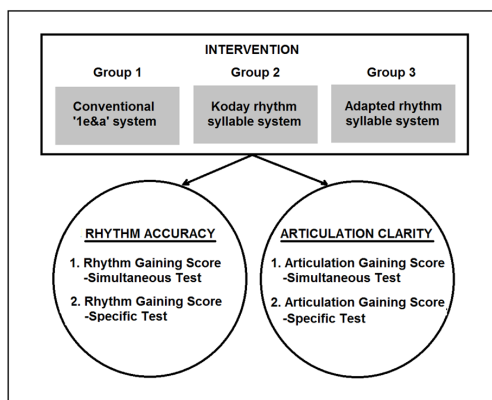 INTERVENTION
Group 1
Group 2
Group 3
Conventional
'1e&a' system
Koday rhythm
syllable system
Adapted rhythm
syllable system
RHYTHM ACCURACY
1. Rhythm Gaining Score
-Simultaneous Test
2. Rhythm Gaining Score
-Specific Test
ARTICULATION CLARITY
1. Articulation Gaining Score
-Simultaneous Test
2. Articulation Gaining Score
-Specific Test